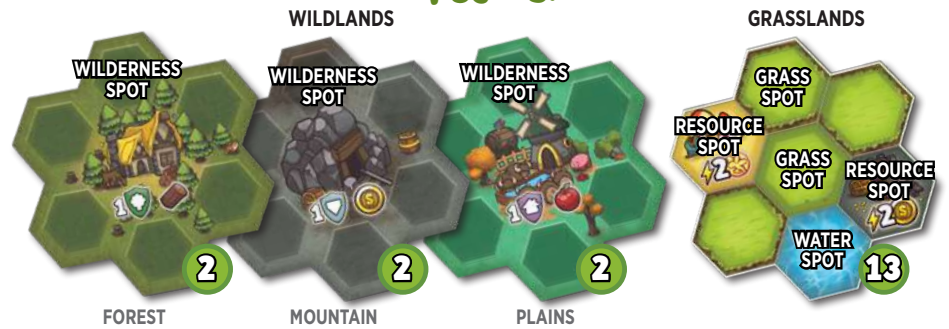 WILDLANDS
GRASSLANDS
WILDERNESS
SPOT
WILDERNESS
SPOT
WILDERNESS
SPOT
GRASS
SPOT
RESOURCE
SPOT
2
GRASS
SPOT
RESOURCE
SPOT
2 S
WATER
SPOT
1
1 S
1
2
2
2
13
FOREST
MOUNTAIN
PLAINS